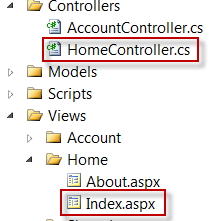 Controllers
AccountController.cs
HomeController.cs
Models
Scripts
Views
Account
Home
About.aspx
Index.aspx